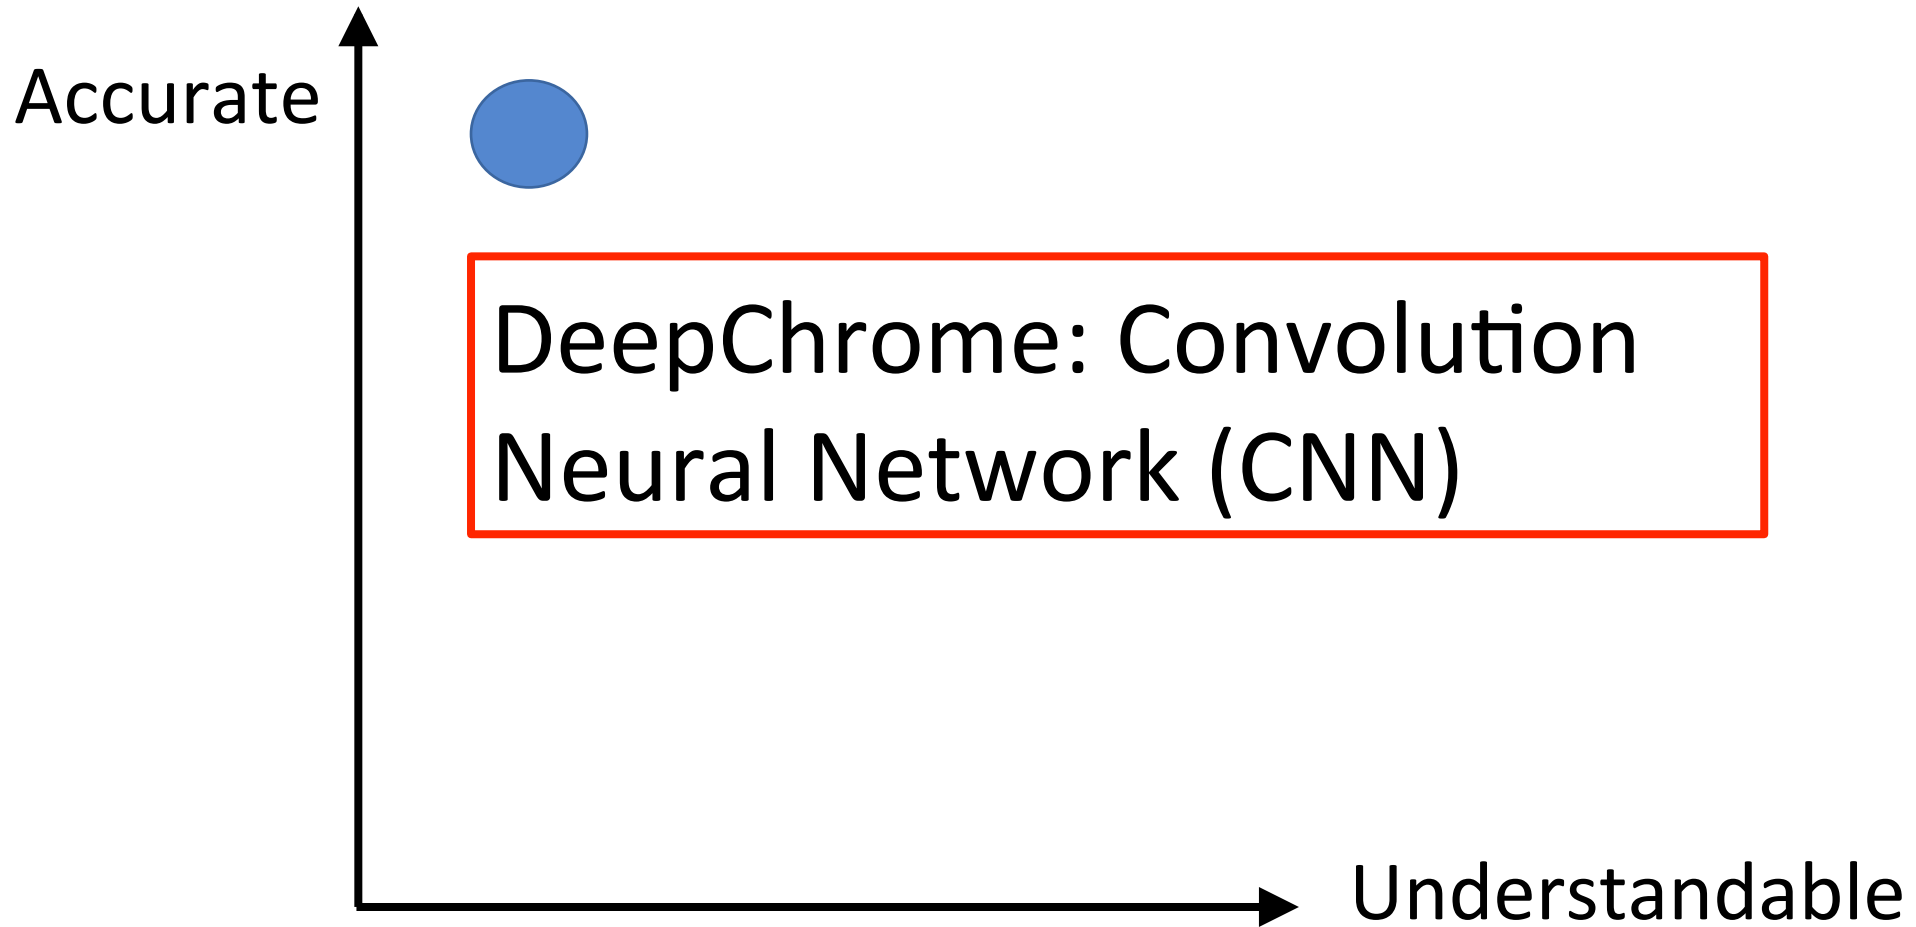 Accurate
DeepChrome: Convolution
Neural Network (CNN)
Understandable